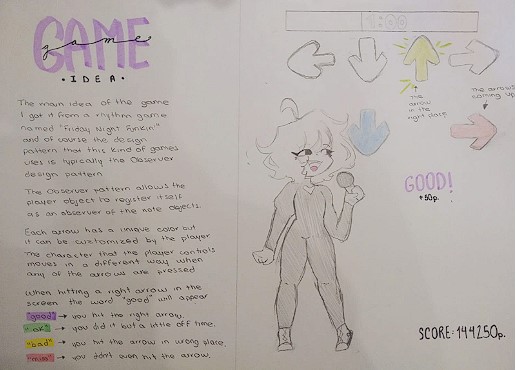 GAME
game
• IDEA •
The main idea of the game
I got it from a rhythm game
named "Friday Night Funkin"
and of course the design
pattern that this kind of games
uses is typically the Observer
design pattern
The Observer pattern allows the
player object to register itself
as an observer of the note objects.
Each arrow has a unique color but
it can be customized by the player
The character that the player controls
moves in a different way when
any of the arrows are pressed
When hitting a right arrow in the
screen the word "good" will appear
"good" → you hit the right arrow.
"ok" → you did it but a little off time.
"bad" → you hit the arrow in wrong place.
→ you didn't even hit the arrow.
1:00
The
arrow
in the
right place
The arrows
coming up
GOOD!
+50p.
SCORE: 144250p.